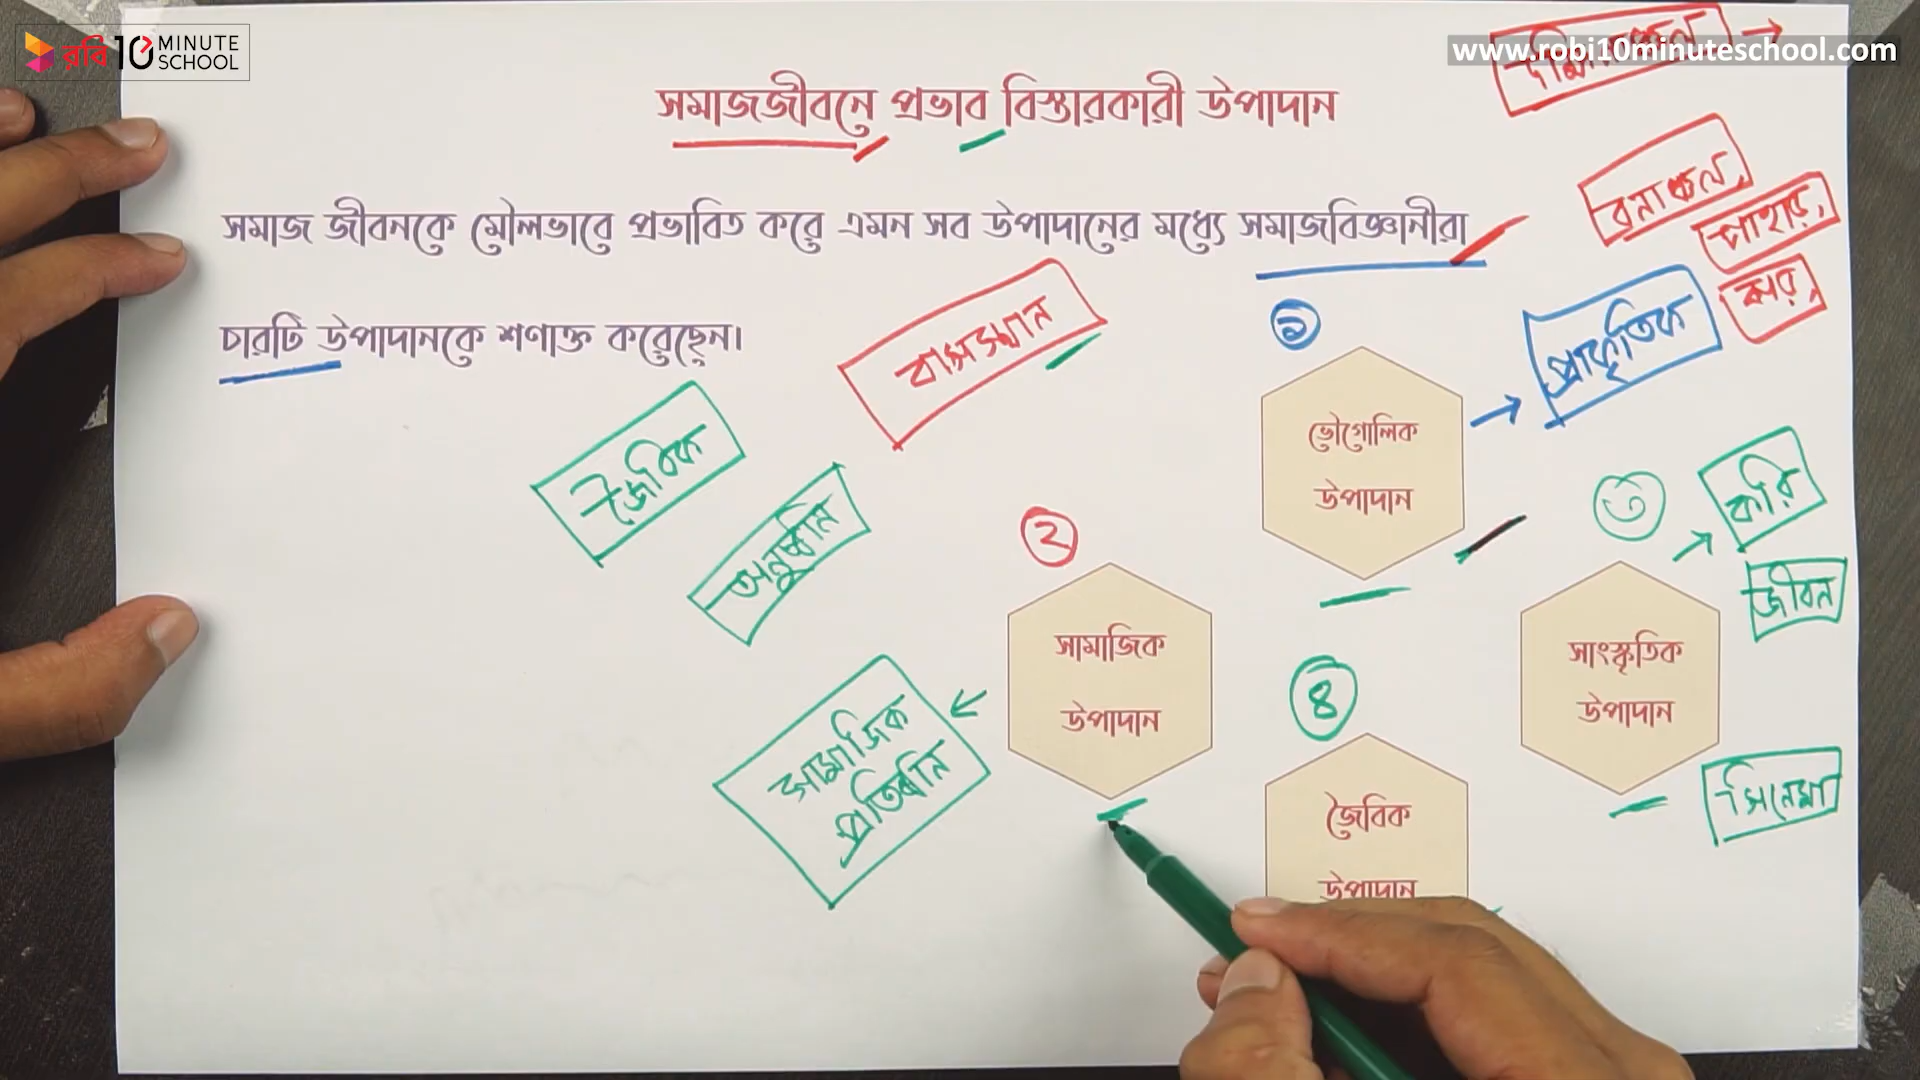 রবি 10 MINUTE SCHOOL
www.robi10minuteschool.com
সমাজজীবনে প্রভাব বিস্তারকারী উপাদান
সমাজ জীবনকে মৌলভাবে প্রভাবিত করে এমন সব উপাদানের মধ্যে সমাজবিজ্ঞানীরা
চারটি উপাদানকে শণাক্ত করেছেন।
বনাঞ্চল,
পাহাড়,
বাসস্থান
১
প্রাকৃতিক
ভৌগোলিক
উপাদান
জৈবিক
অনুষ্ঠান
২
৩
জীবন
সামাজিক
উপাদান
সাংস্কৃতিক
উপাদান
সামাজিক
প্রতিষ্ঠান
৪
সিনেমা
জৈবিক
উপাদান